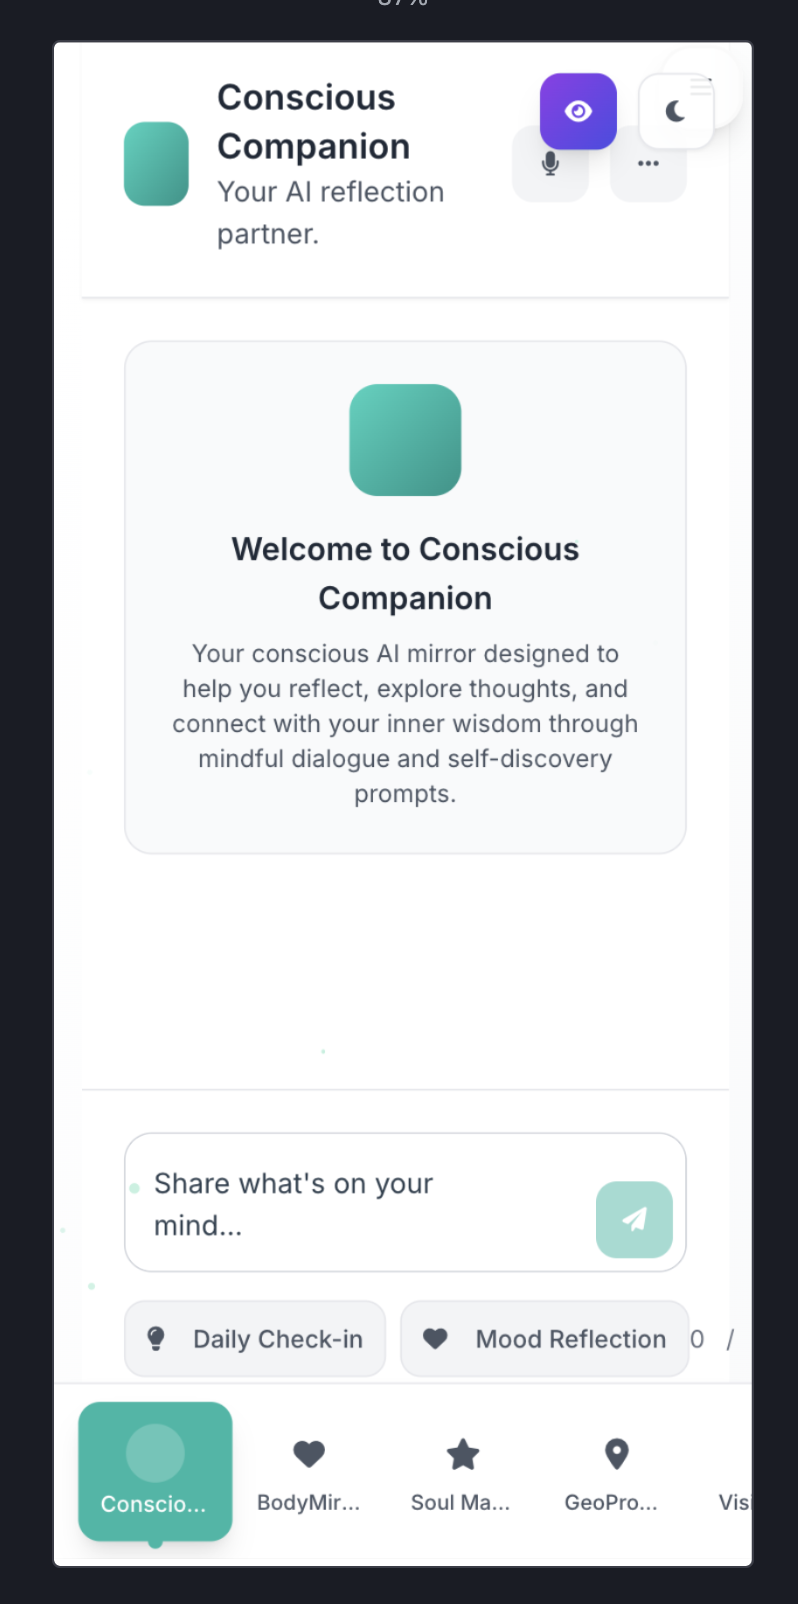 Conscious
Companion
Your AI reflection
partner.
Welcome to Conscious
Companion
Your conscious AI mirror designed to
help you reflect, explore thoughts, and
connect with your inner wisdom through
mindful dialogue and self-discovery
prompts.
Share what's on your
mind...
Daily Check-in
Mood Reflection
0 /
Conscio...
BodyMir...
Soul Ma...
GeoPro...